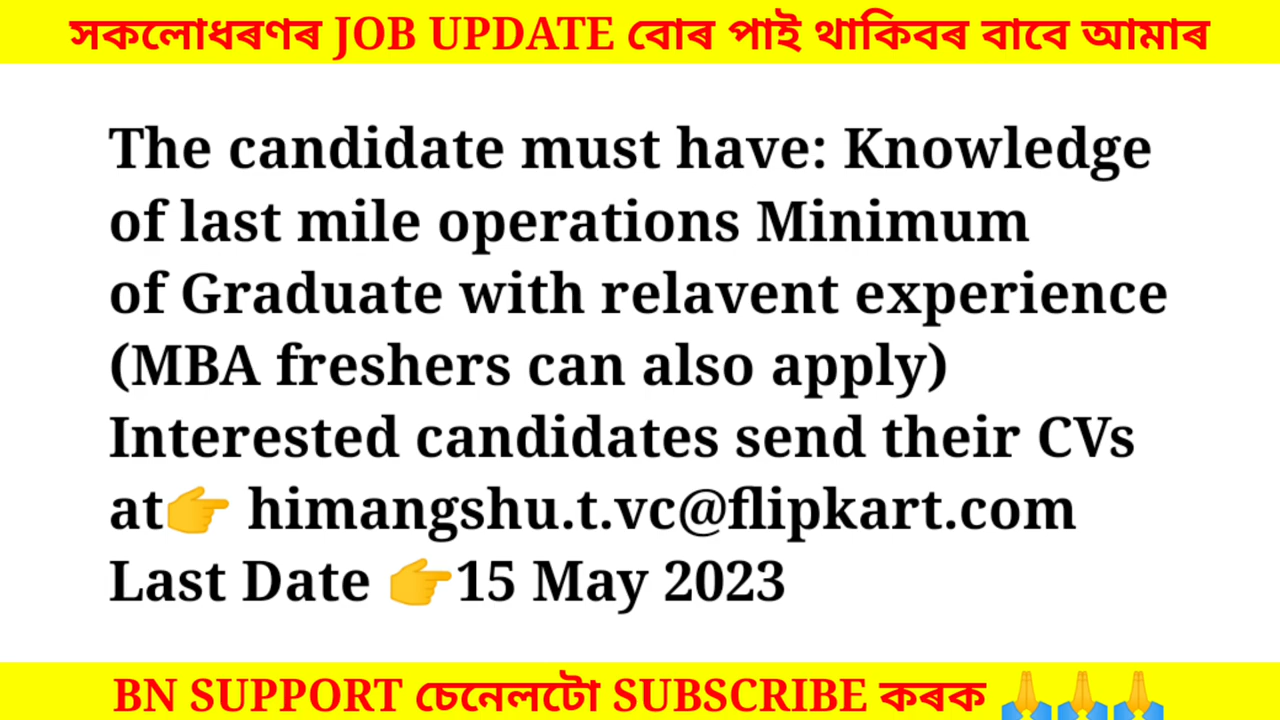 সকলোধৰণৰ JOB UPDATE বোৰ পাই থাকিবৰ বাবে আমাৰ
The candidate must have: Knowledge
of last mile operations Minimum
of Graduate with relavent experience
(MBA freshers can also apply)
Interested candidates send their CVs
at👉 himangshu.t.vc@flipkart.com
Last Date 👉15 May 2023
BN SUPPORT চেনেলটো SUBSCRIBE কৰক 🙏🙏🙏